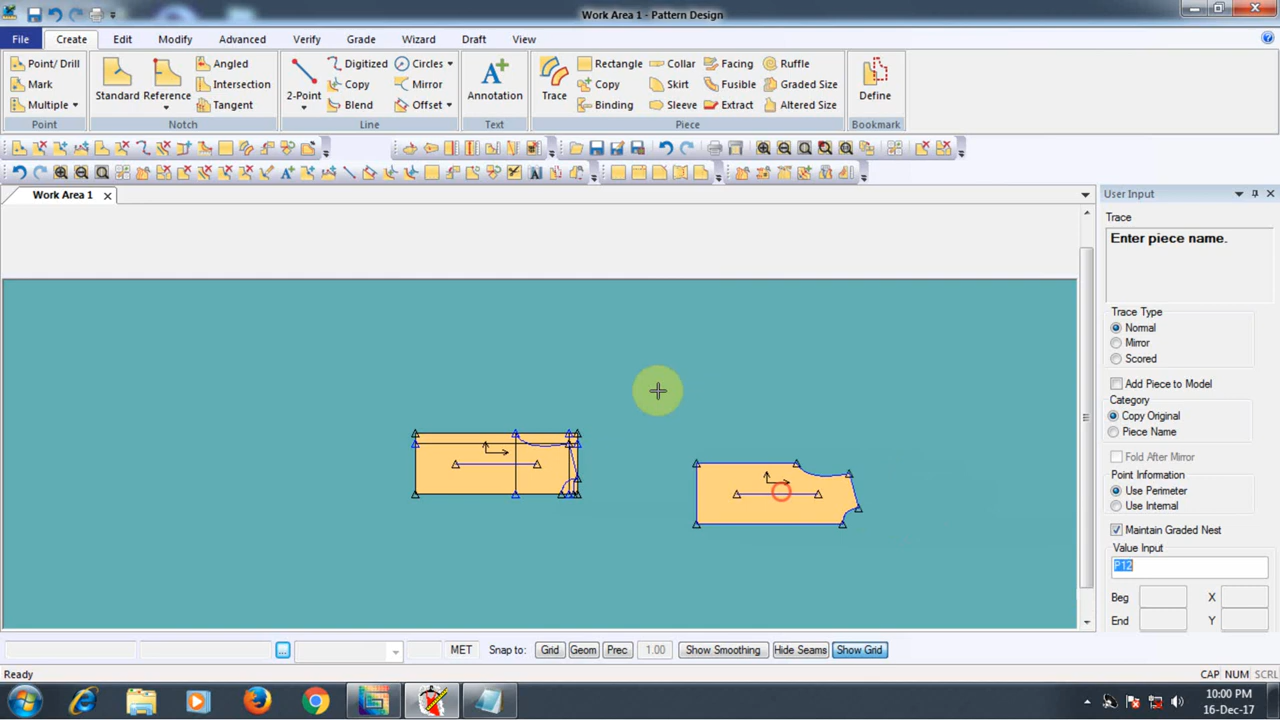 Work Area 1 - Pattern Design
File Create Edit Modify Advanced Verify Grade Wizard Draft View
Point/ Drill Angled Digitized Circles Rectangle Collar Facing Ruffle
Mark Standard Reference Intersection 2-Point Copy Mirror Annotation Trace Copy Skirt Fusible Graded Size Define
Multiple Tangent Blend Offset Binding Sleeve Extract Altered Size
Point Notch Line Text Piece Bookmark
Work Area 1
User Input
Trace
Enter piece name.
Trace Type
Normal
Mirror
Scored
Add Piece to Model
Category
Copy Original
Piece Name
Fold After Mirror
Point Information
Use Perimeter
Use Internal
Maintain Graded Nest
Value Input
P12
Beg X
End Y
... MET Snap to: Grid Geom Prec 1.00 Show Smoothing Hide Seams Show Grid
Ready CAP NUM SCRL
10:00 PM
16-Dec-17